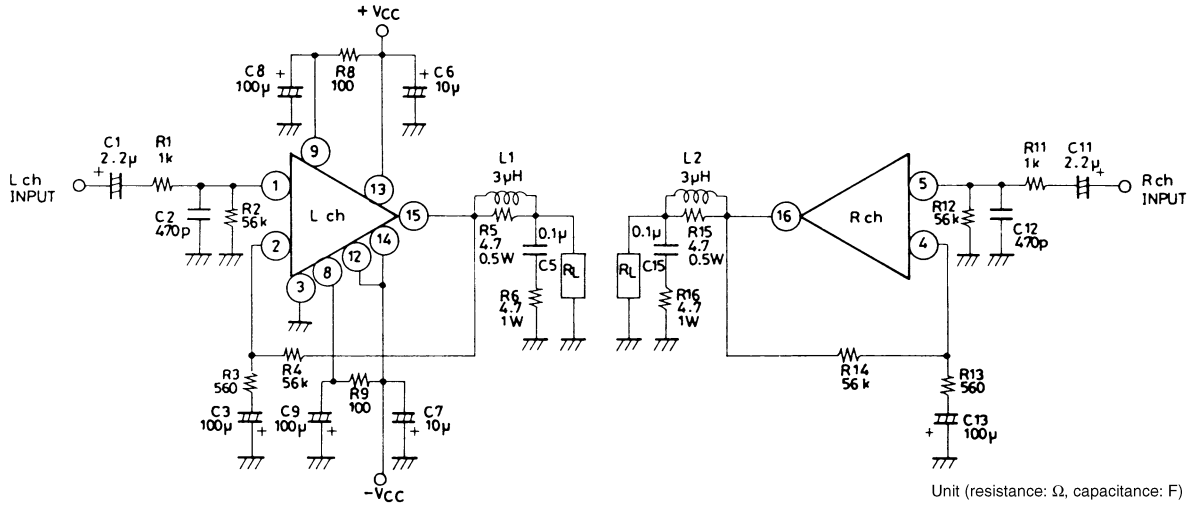 + VCC
C8 +
100μ
R8
100
+ C6
10μ
C1
+ 2.2μ
R1
1k
L ch
INPUT
C2
470p
R2
56k
9
1
13
L ch
15
14
2
12
8
3
L1
3μH
R5
4.7
0.5W
0.1μ
C5
RL
R6
4.7
1W
R3
560
R4
56k
C3
100μ +
C9
100μ +
R9
100
C7
+ 10μ
-VCC
L2
3μH
0.1μ
R15
4.7
0.5W
C15
RL
R16
4.7
1W
16
R ch
5
4
R11
1k
C11
2.2μ +
R ch
INPUT
R12
56k
C12
470p
R14
56k
R13
560
C13
+ 100μ
Unit (resistance: Ω, capacitance: F)